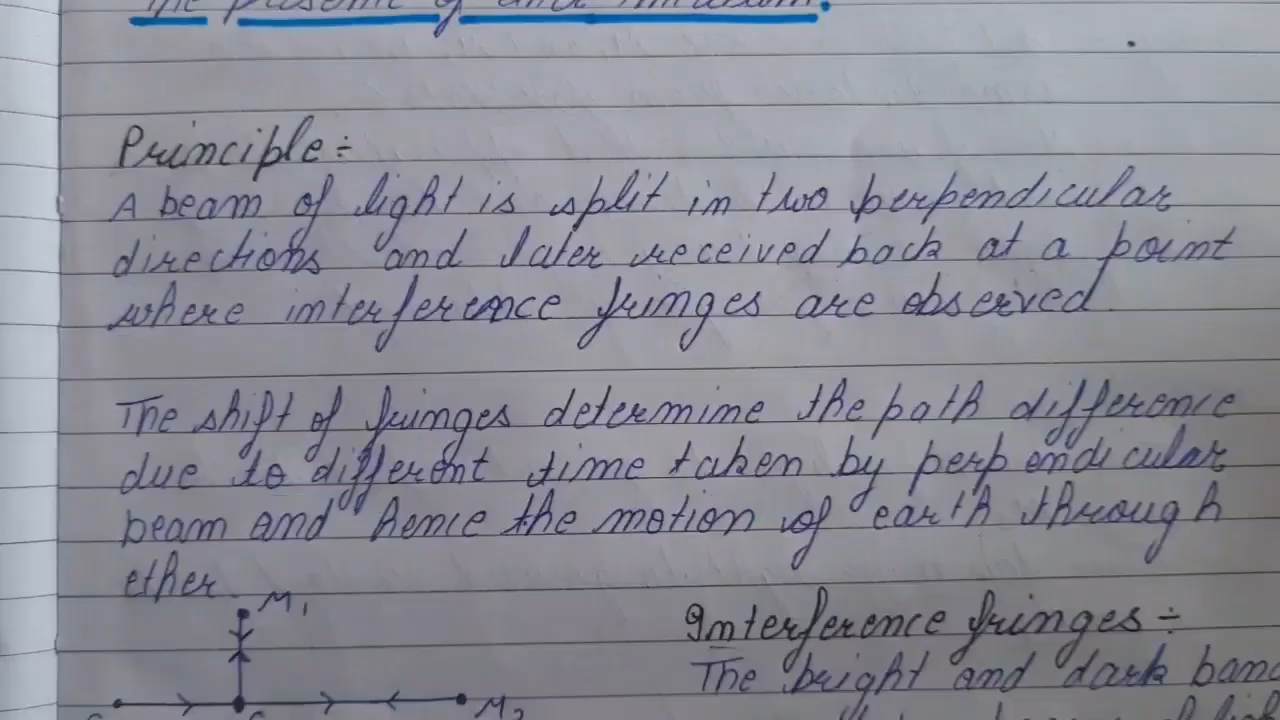 Principle :-
A beam of light is split in two perpendicular
directions and later received back at a point
where interference fringes are observed.
The shift of fringes determine the path difference
due to different time taken by perpendicular
beam and hence the motion of earth through
ether.
M1
M2
Interference fringes :-
The bright and dark band